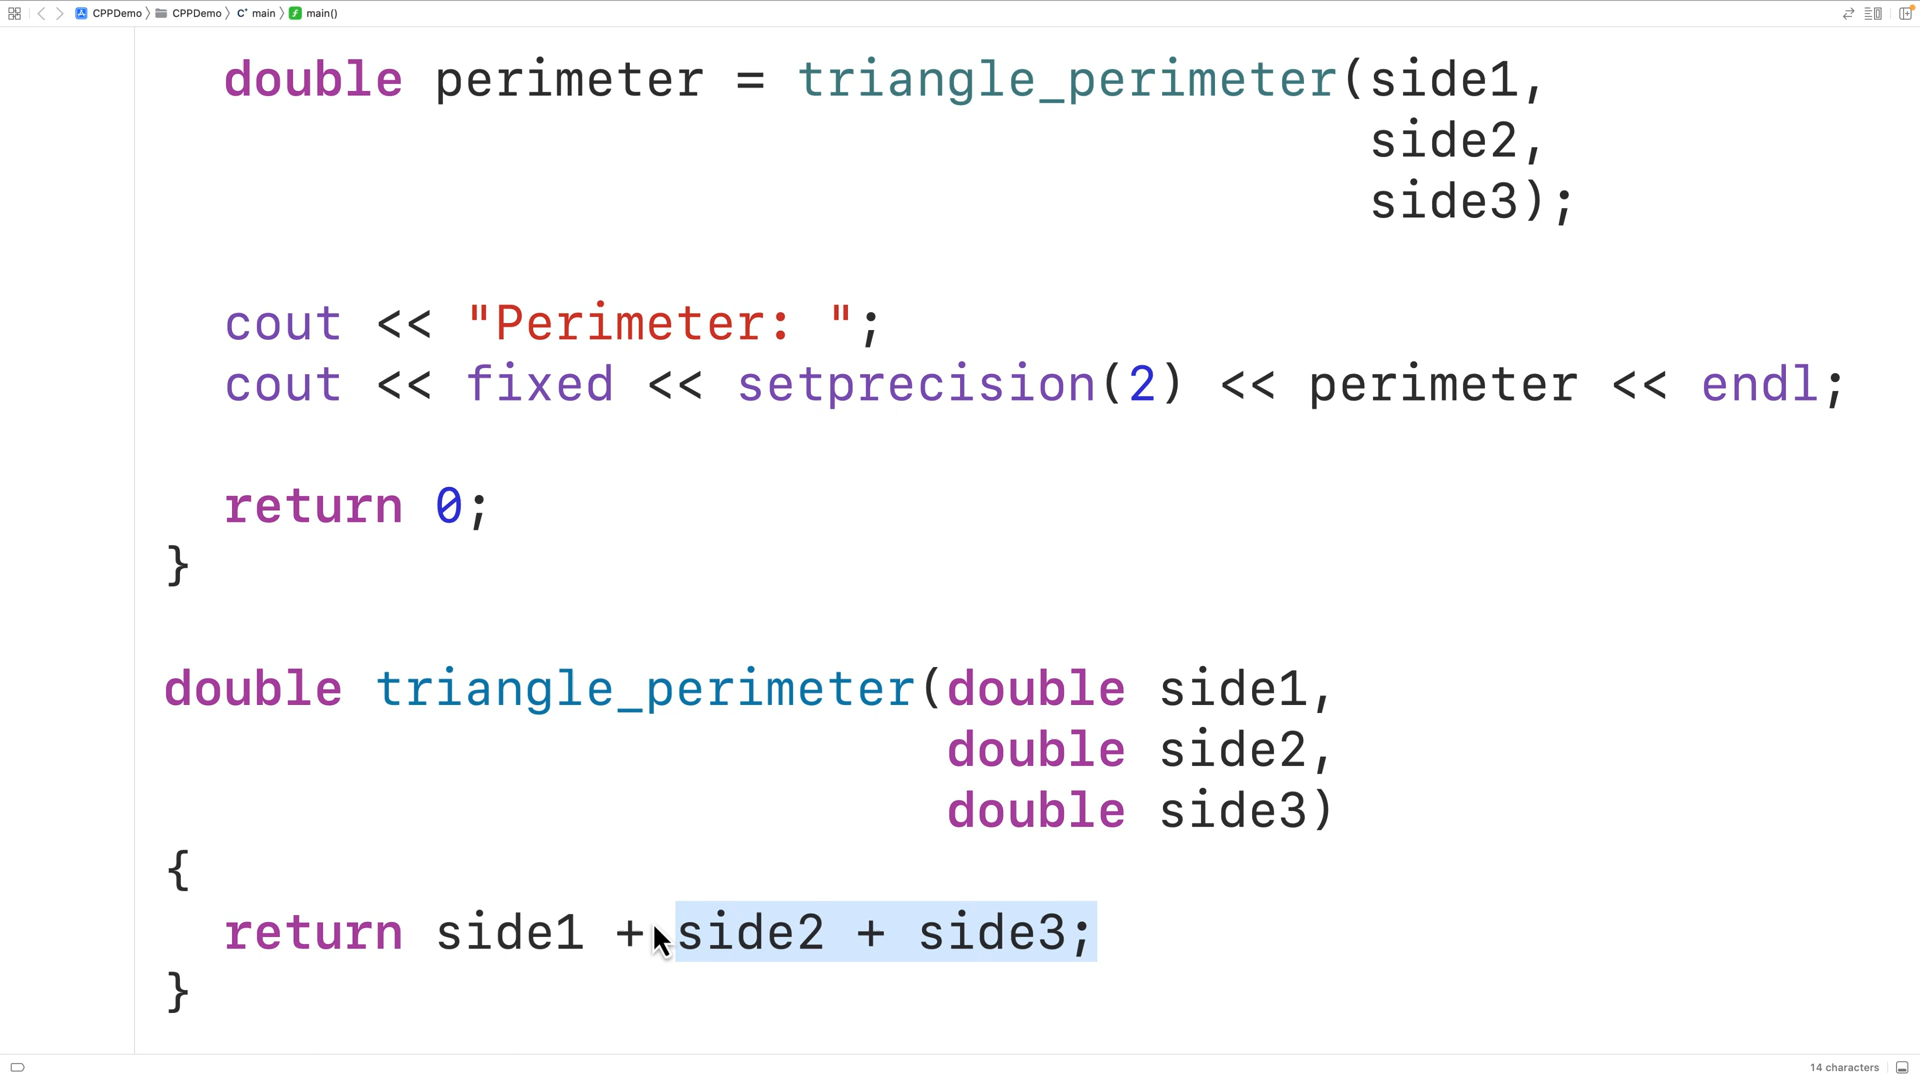 CPPDemo 〉 CPPDemo 〉 C+ main 〉 f main()
double perimeter = triangle_perimeter(side1,
side2,
side3);
cout << "Perimeter: ";
cout << fixed << setprecision(2) << perimeter << endl;
return 0;
}
double triangle_perimeter(double side1,
double side2,
double side3)
{
return side1 + side2 + side3;
}
14 characters